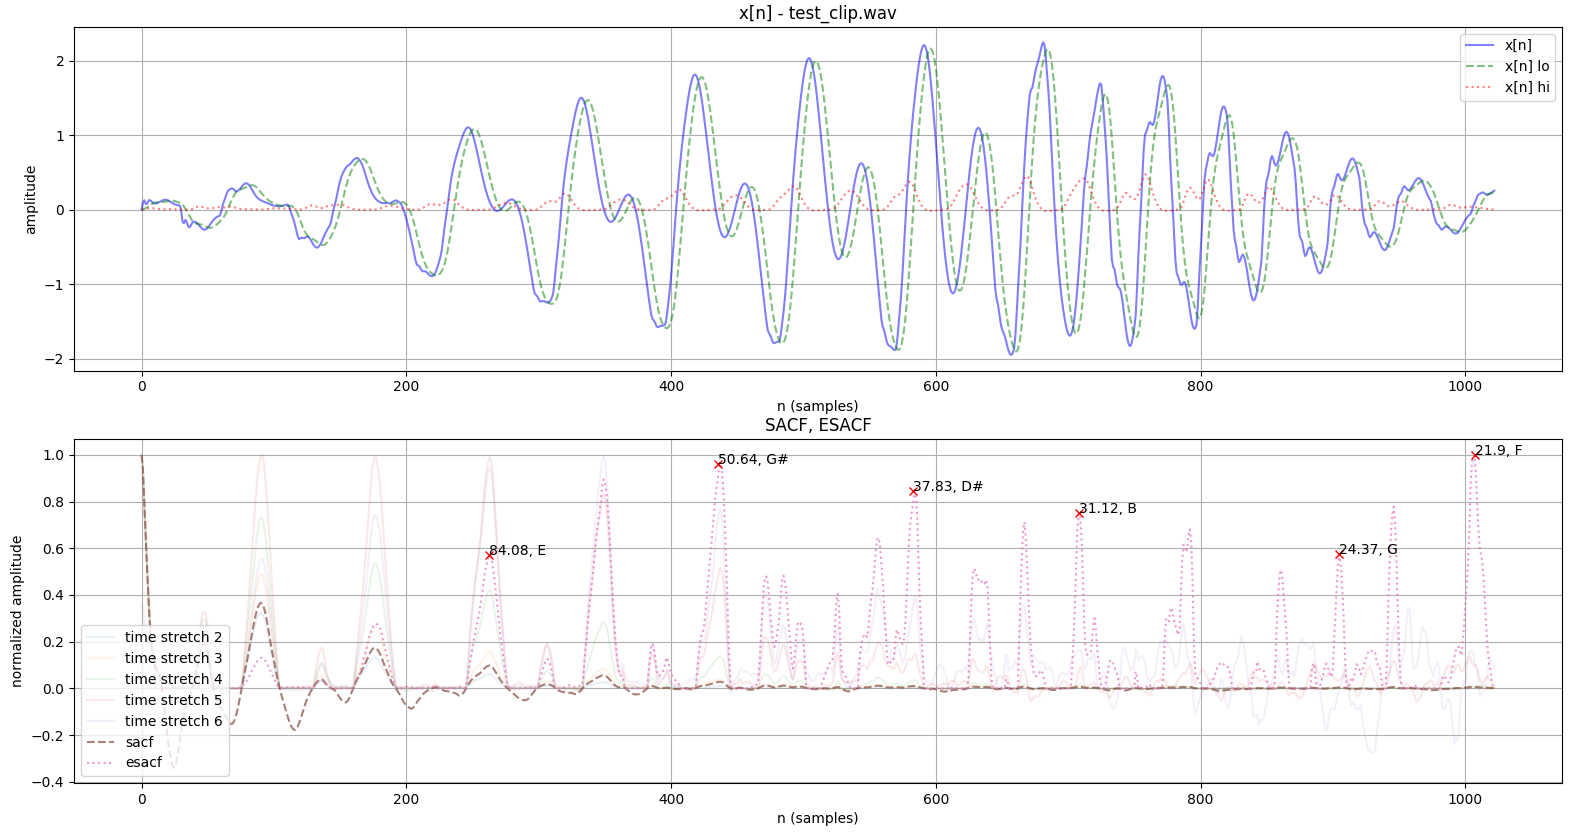 x[n] - test_clip.wav
amplitude
2
1
0
−1
−2
x[n]
x[n] lo
x[n] hi
0
200
400
600
800
1000
n (samples)
SACF, ESACF
normalized amplitude
1.0
0.8
0.6
0.4
0.2
0.0
−0.2
−0.4
84.08, E
50.64, G#
37.83, D#
31.12, B
24.37, G
21.9, F
time stretch 2
time stretch 3
time stretch 4
time stretch 5
time stretch 6
sacf
esacf
0
200
400
600
800
1000
n (samples)